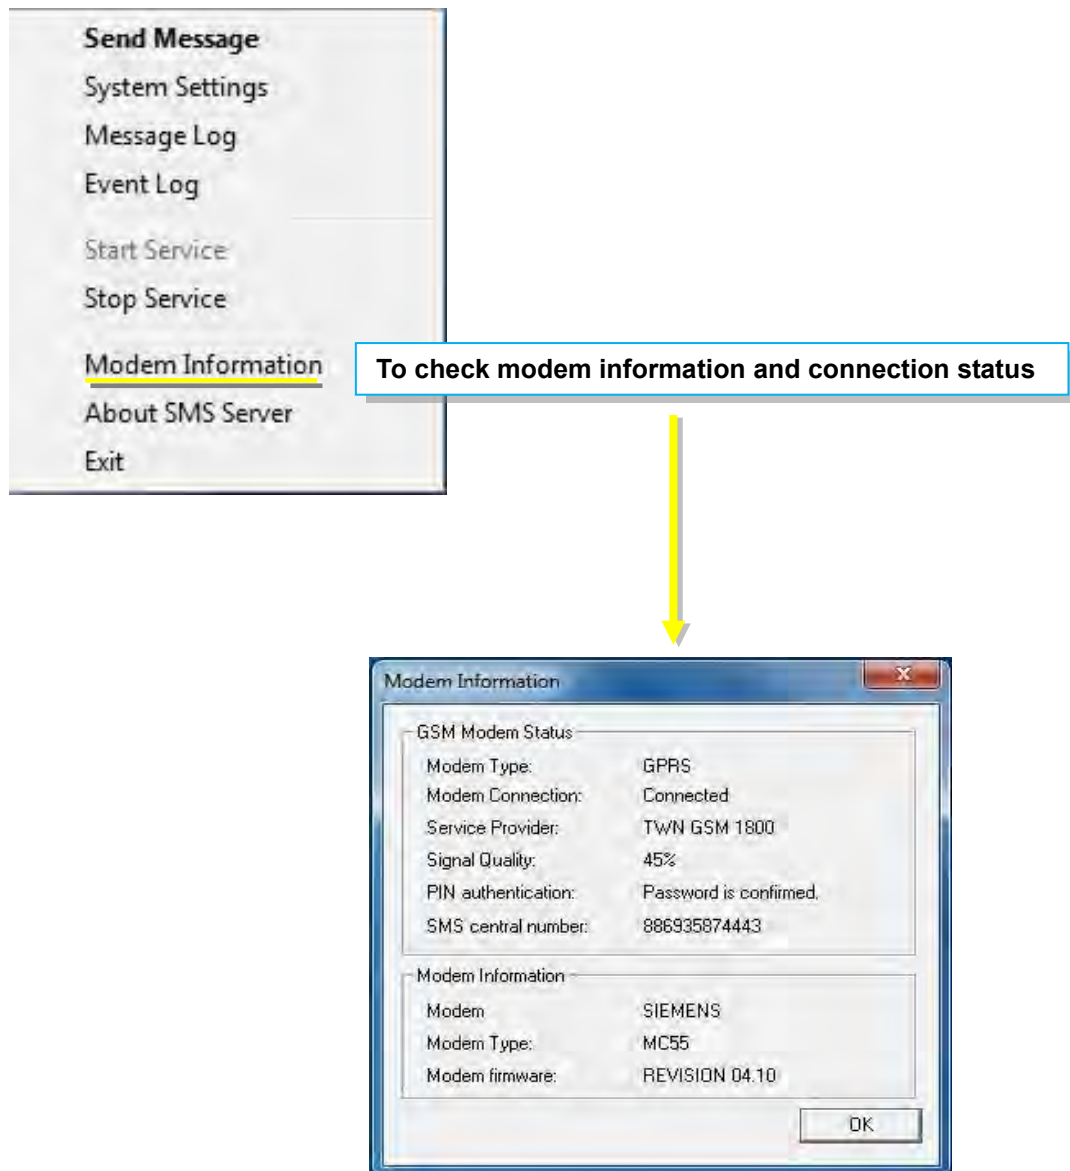 Send Message
System Settings
Message Log
Event Log
Start Service
Stop Service
Modem Information
To check modem information and connection status
About SMS Server
Exit
Modem Information
GSM Modem Status
Modem Type: GPRS
Modem Connection: Connected
Service Provider: TWN GSM 1800
Signal Quality: 45%
PIN authentication: Password is confirmed.
SMS central number: 886935874443
Modem Information
Modem SIEMENS
Modem Type: MC55
Modem firmware: REVISION 04.10
OK